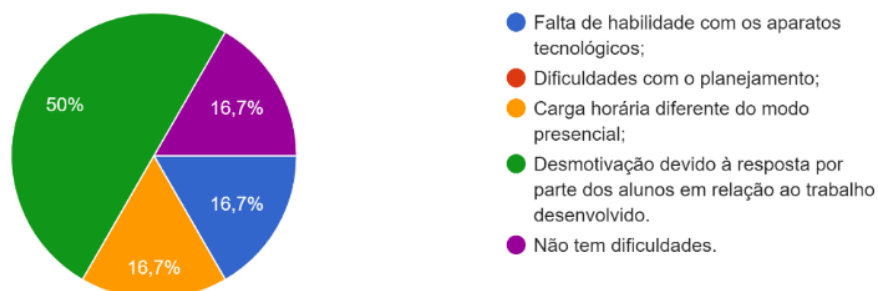 50%
16,7%
16,7%
16,7%
Falta de habilidade com os aparatos
tecnológicos;
Dificuldades com o planejamento;
Carga horária diferente do modo
presencial;
Desmotivação devido à resposta por
parte dos alunos em relação ao trabalho
desenvolvido.
Não tem dificuldades.